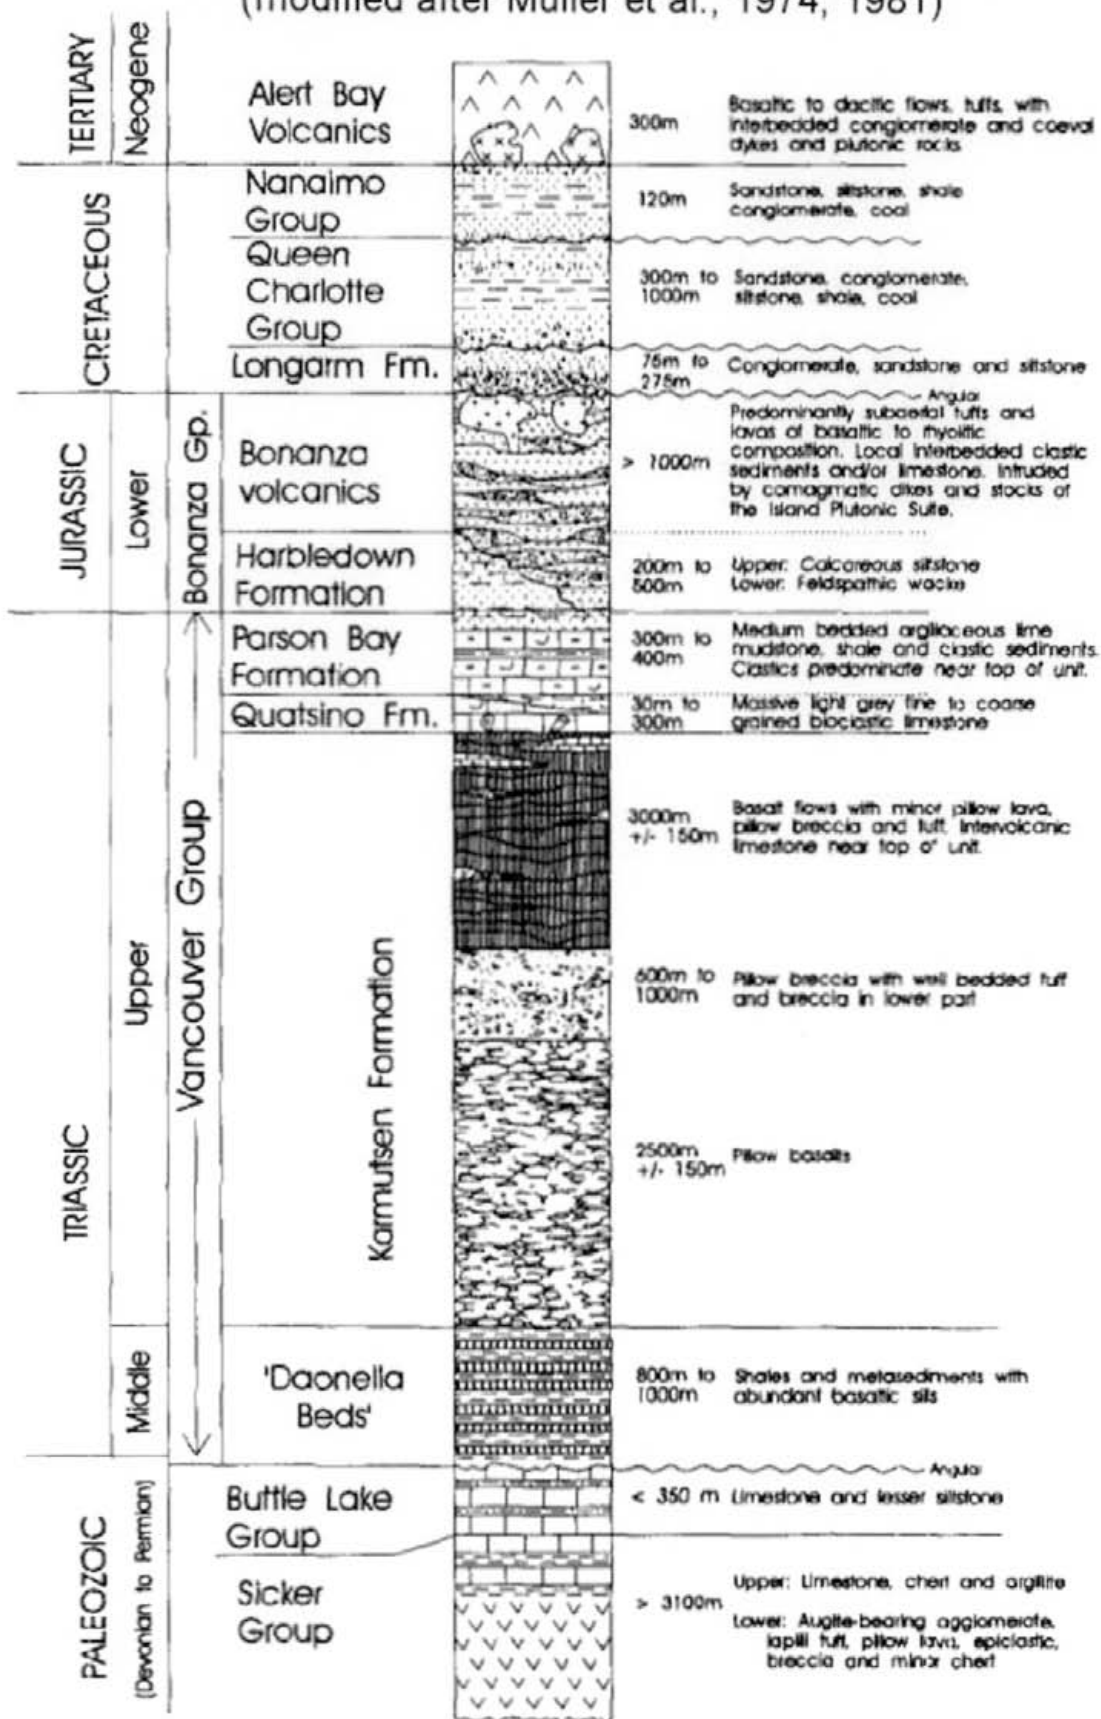 (modified after Muller et al., 1974, 1981)
TERTIARY
Neogene
Alert Bay
Volcanics
300m
Basaltic to dacitic flows, tuffs, with
interbedded conglomerate and coeval
dykes and plutonic rocks
CRETACEOUS
Nanaimo
Group
120m
Sandstone, siltstone, shale
conglomerate, coal
Queen
Charlotte
Group
300m to
1000m
Sandstone, conglomerate,
siltstone, shale, coal
Longarm Fm.
75m to
275m
Conglomerate, sandstone and siltstone
Angular
JURASSIC
Lower
Bonanza Gp.
Bonanza
volcanics
> 1000m
Predominantly subaerial tuffs and
lavas of basaltic to rhyolitic
composition. Local interbedded clastic
sediments and/or limestone. Intruded
by comagmatic dikes and stocks of
the Island Plutonic Suite.
Harbledown
Formation
200m to
500m
Upper: Calcareous siltstone
Lower: Feldspathic wacke
TRIASSIC
Upper
Vancouver Group
Parson Bay
Formation
300m to
400m
Medium bedded argillaceous lime
mudstone, shale and clastic sediments.
Clastics predominate near top of unit.
Quatsino Fm.
30m to
300m
Massive light grey fine to coarse
grained bioclastic limestone
Karmutsen Formation
3000m
+/- 150m
Basalt flows with minor pillow lava,
pillow breccia and tuff. Intervolcanic
limestone near top of unit.
600m to
1000m
Pillow breccia with well bedded tuff
and breccia in lower part
2500m
+/- 150m
Pillow basalts
Middle
'Daonella
Beds'
800m to
1000m
Shales and metasediments with
abundant basaltic sills
Angular
PALEOZOIC
(Devonian to Permian)
Buttle Lake
Group
< 350 m
Limestone and lesser siltstone
Sicker
Group
> 3100m
Upper: Limestone, chert and argillite
Lower: Augite-bearing agglomerate,
lapilli tuff, pillow lava, epiclastic,
breccia and minor chert